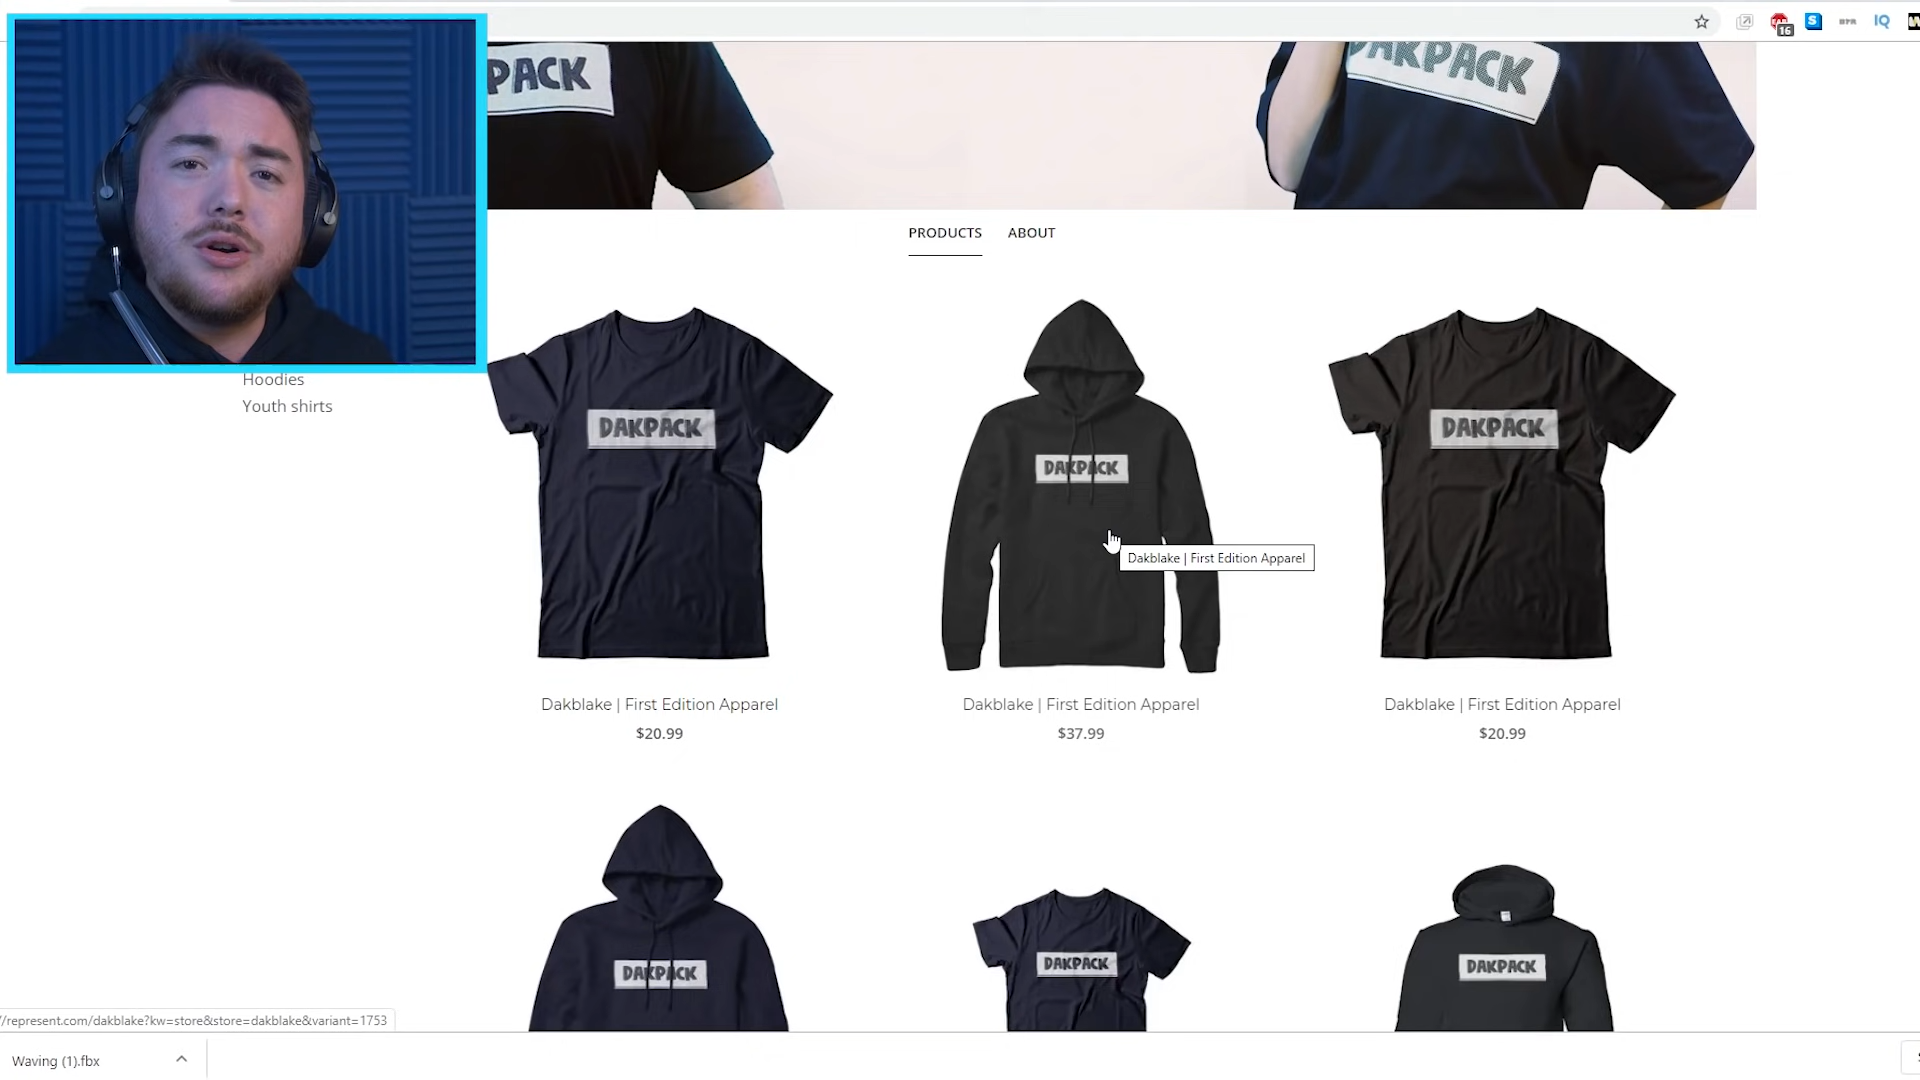 16
S
IQ
PACK
DAKPACK
PRODUCTS
ABOUT
Hoodies
Youth shirts
DAKPACK
DAKPACK
DAKPACK
Dakblake | First Edition Apparel
Dakblake | First Edition Apparel
Dakblake | First Edition Apparel
Dakblake | First Edition Apparel
$20.99
$37.99
$20.99
DAKPACK
DAKPACK
DAKPACK
//represent.com/dakblake?kw=store&store=dakblake&variant=1753
Waving (1).fbx